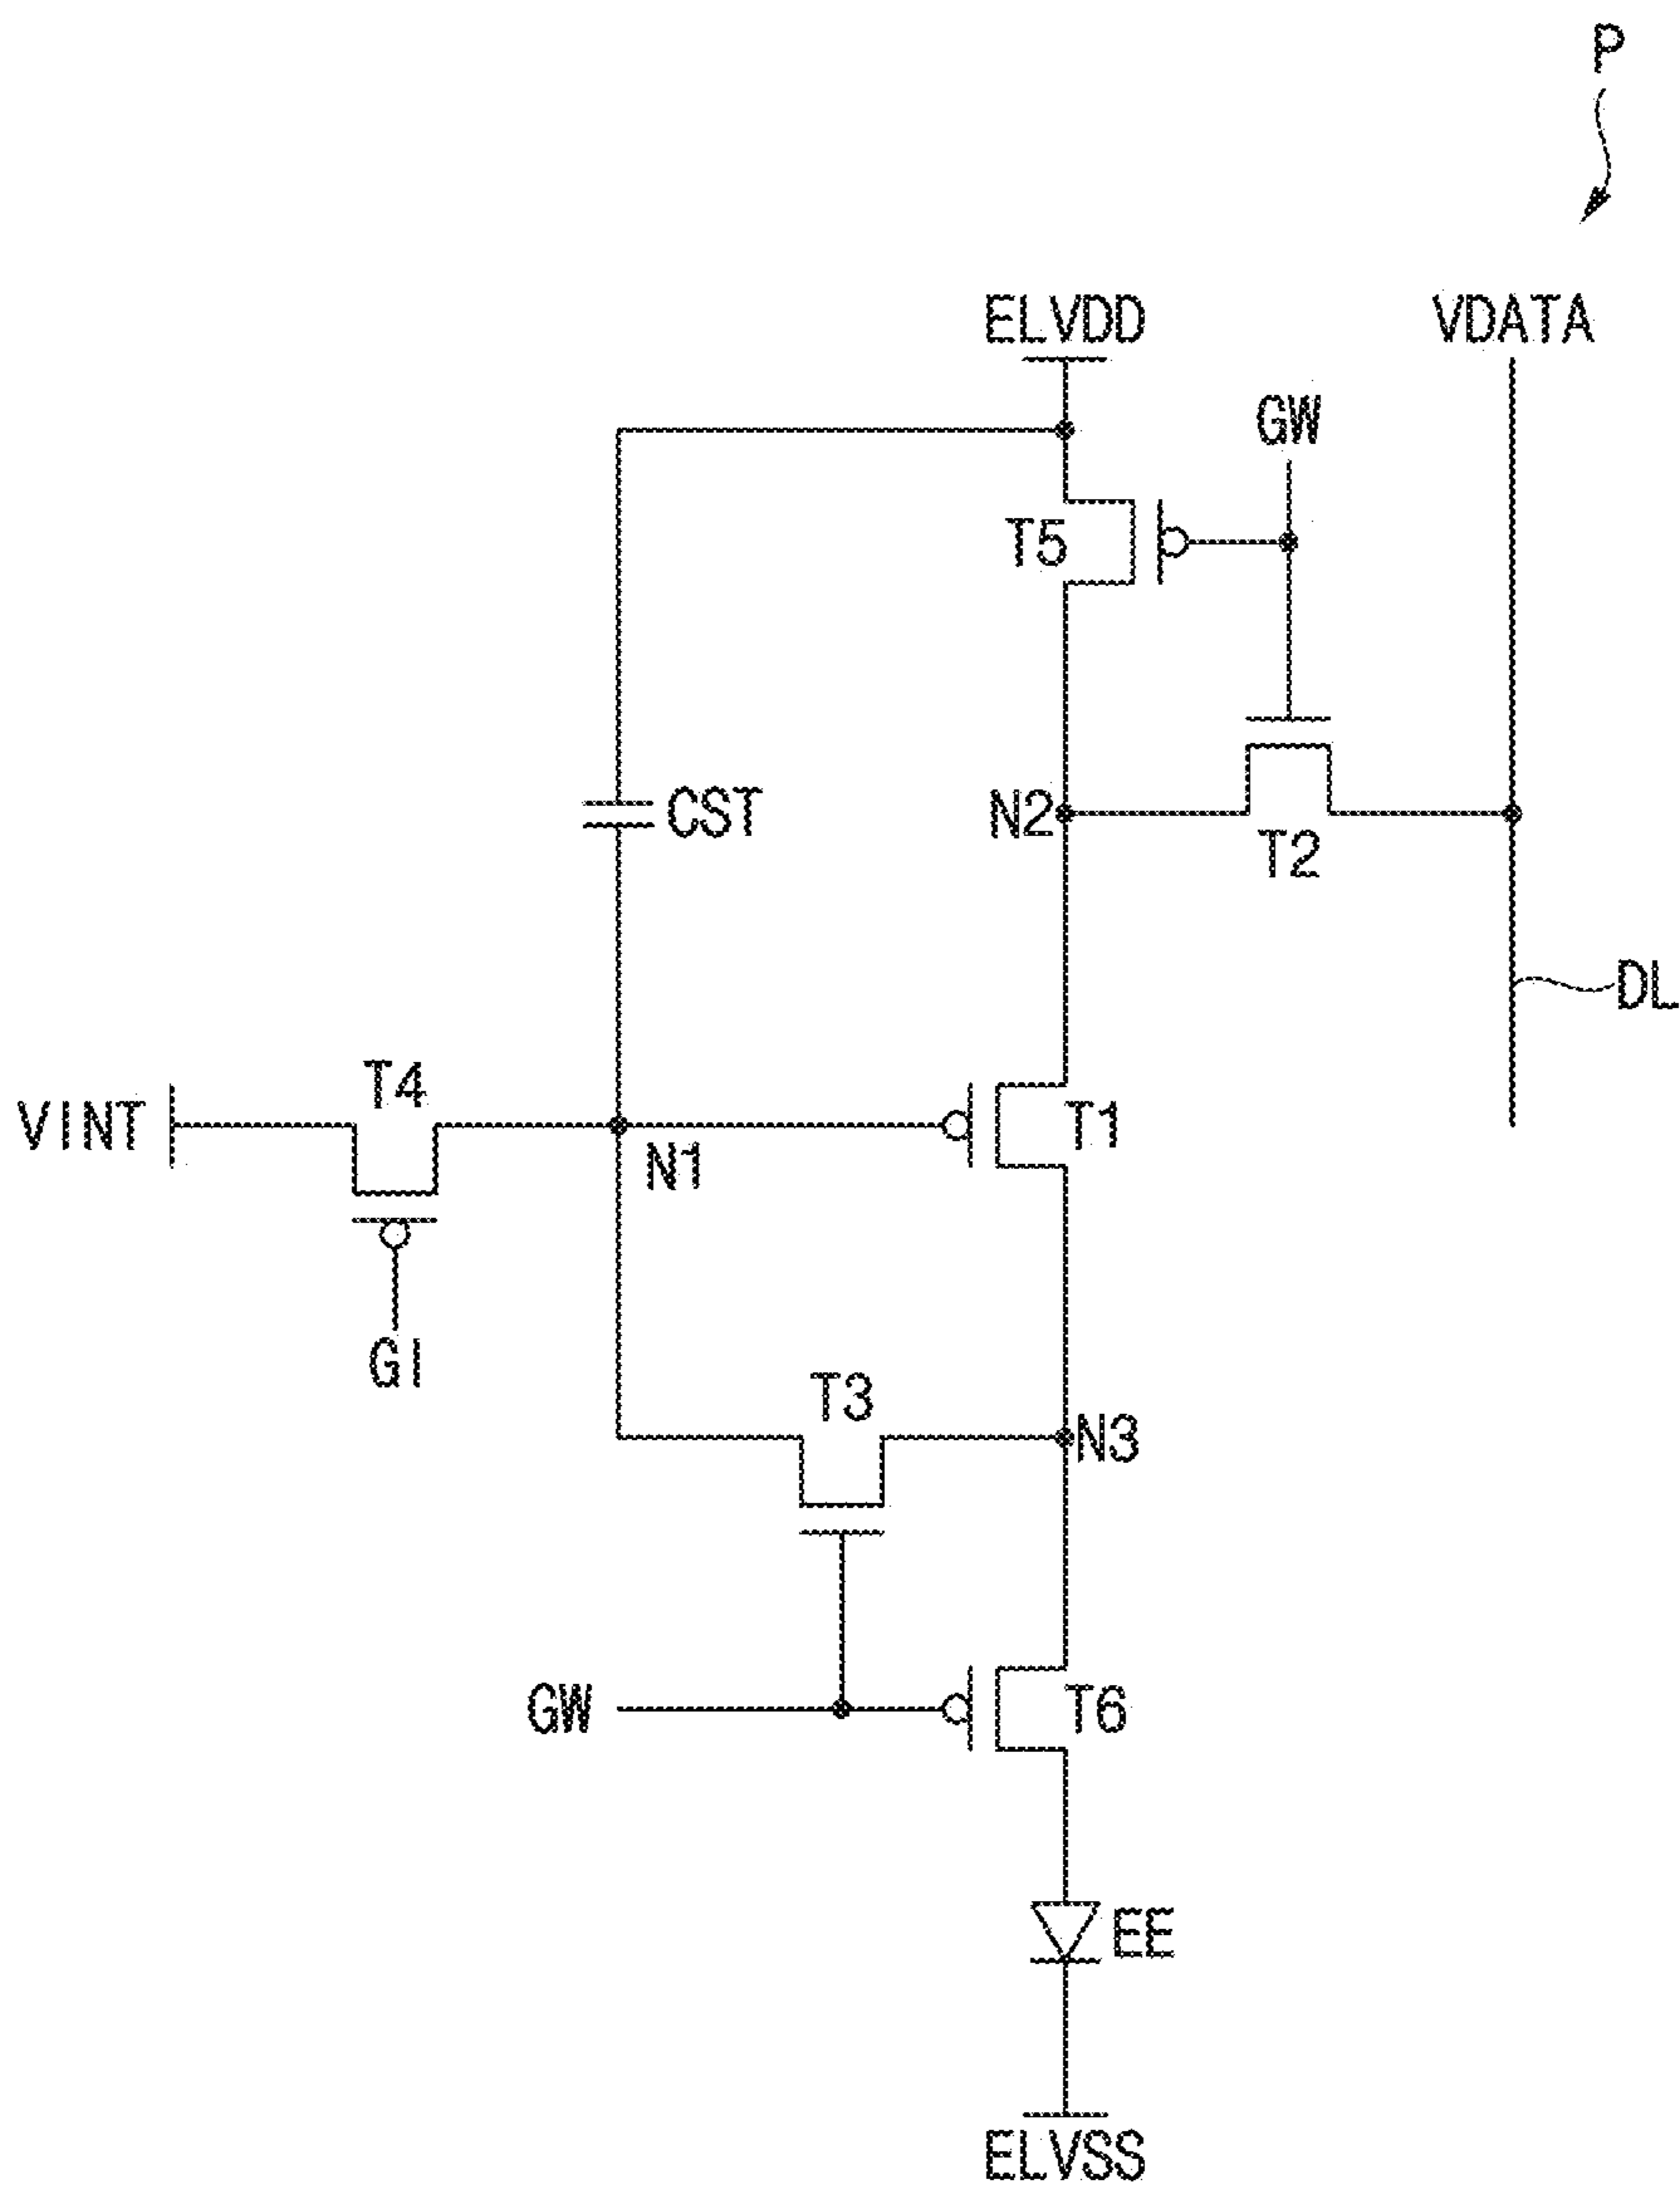 P
ELVDD
VDATA
GW
T5
CST
N2
T2
DL
T4
VINT
T1
N1
GI
T3
N3
GW
T6
EE
ELVSS